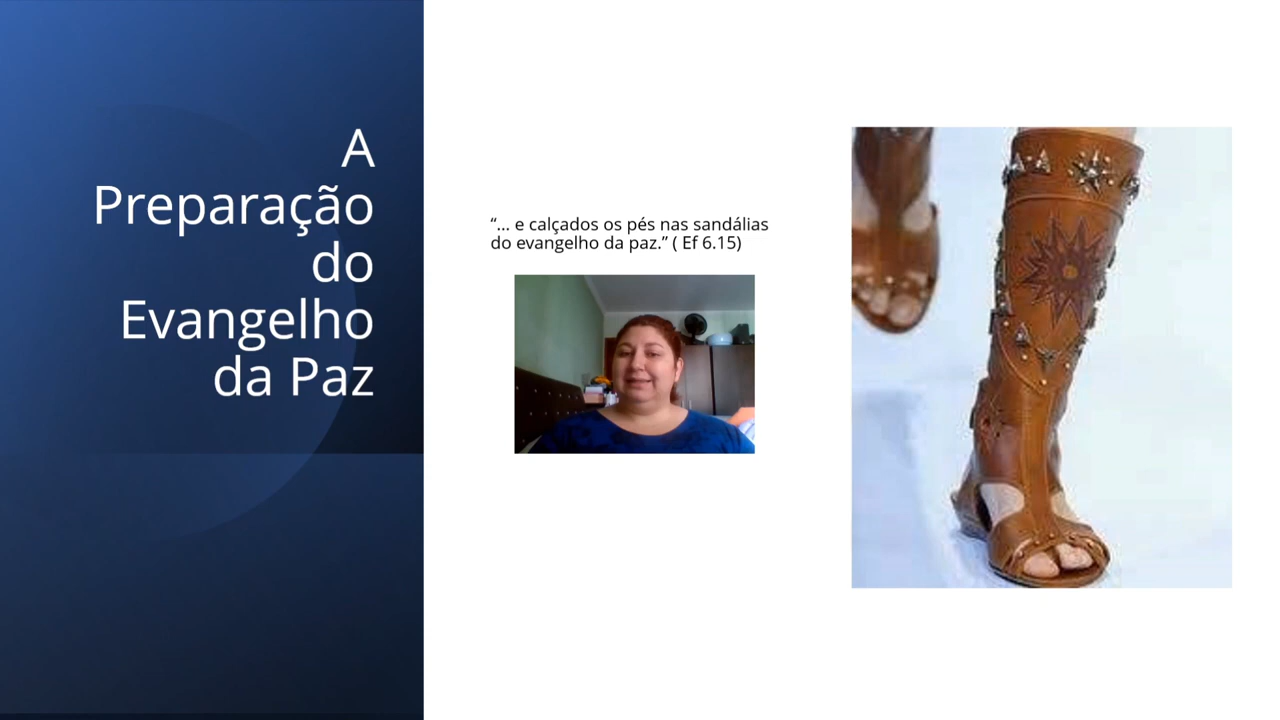 A
Preparação
do
Evangelho
da Paz
“... e calçados os pés nas sandálias
do evangelho da paz.” ( Ef 6.15)